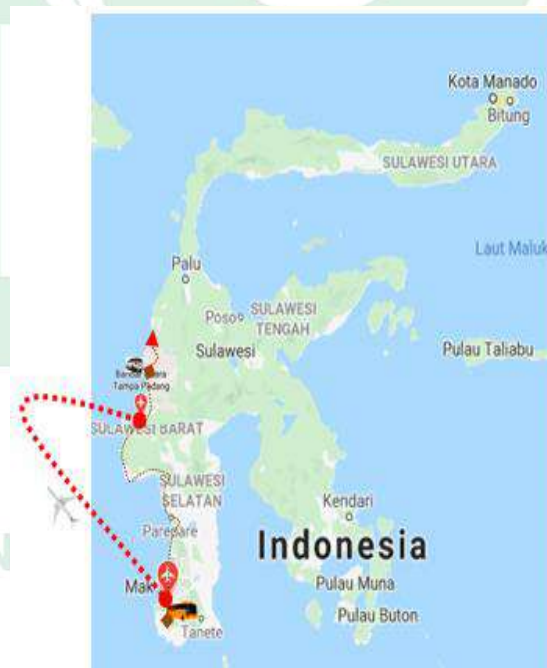 Kota Manado
Bitung
SULAWESI UTARA
Laut Maluk
Palu
Poso
SULAWESI
TENGAH
Sulawesi
Pulau Taliabu
Tampa Padang
SULAWESI BARAT
SULAWESI
SELATAN
Kendari
Parepare
Indonesia
Mak
Pulau Muna
Pulau Buton
Tanete